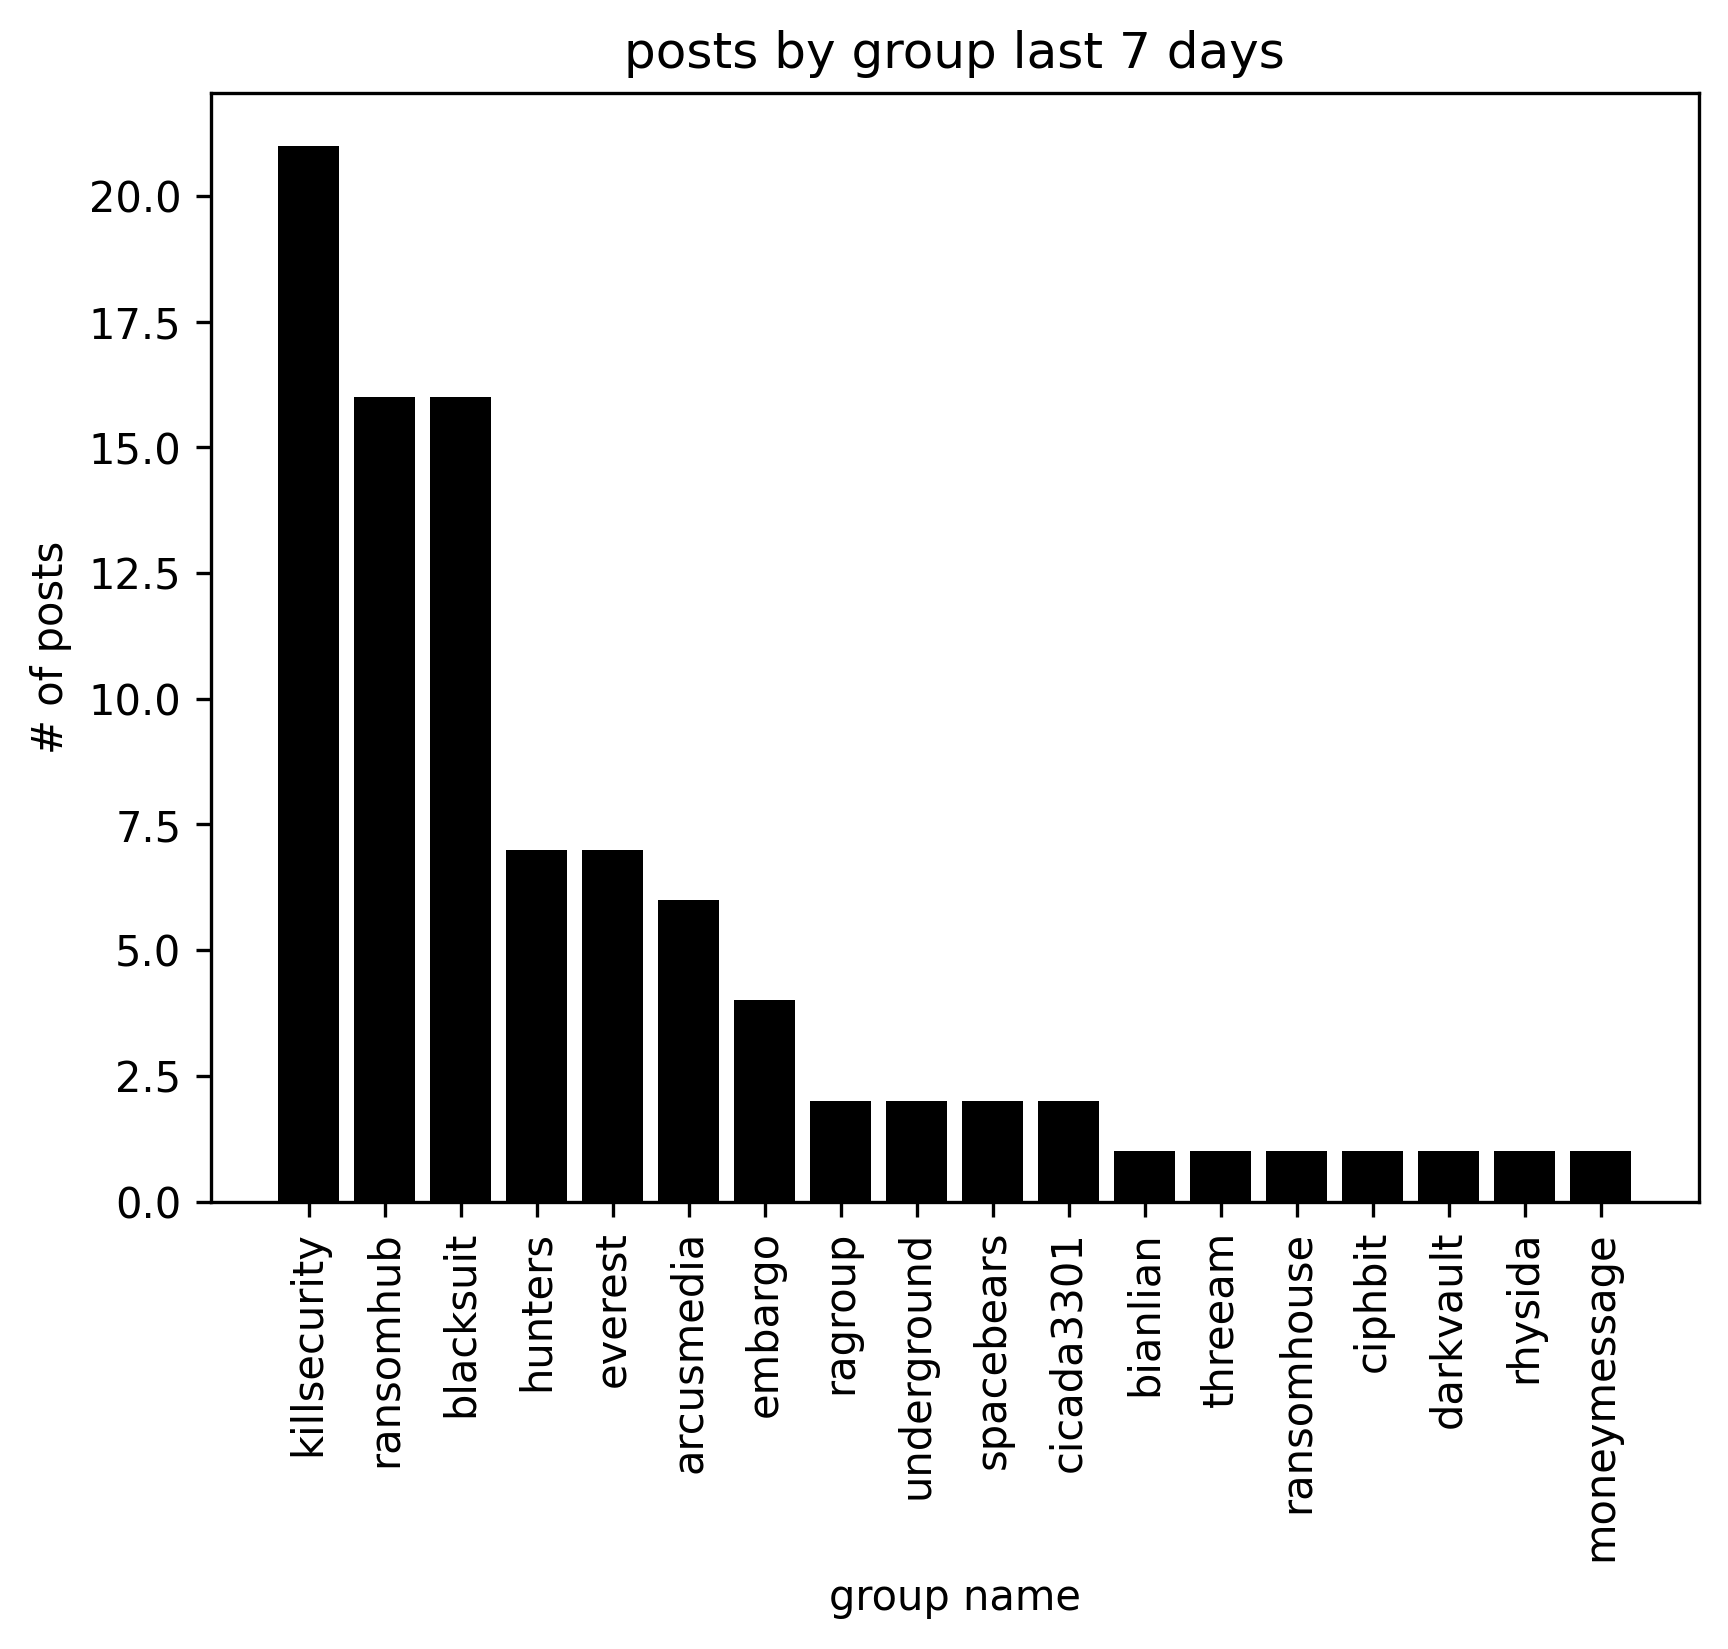 posts by group last 7 days
20.0
17.5
15.0
12.5
10.0
7.5
5.0
2.5
0.0
# of posts
killsecurity
ransomhub
blacksuit
hunters
everest
arcusmedia
embargo
ragroup
underground
spacebears
cicada3301
bianlian
threeam
ransomhouse
ciphbit
darkvault
rhysida
moneymessage
group name